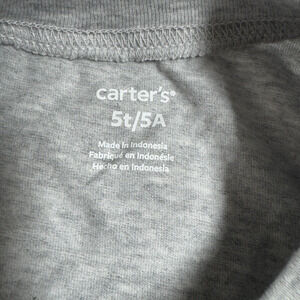 carter's®
5t/5A
Made in Indonesia
Fabriqué en Indonésie
Hecho en Indonesia